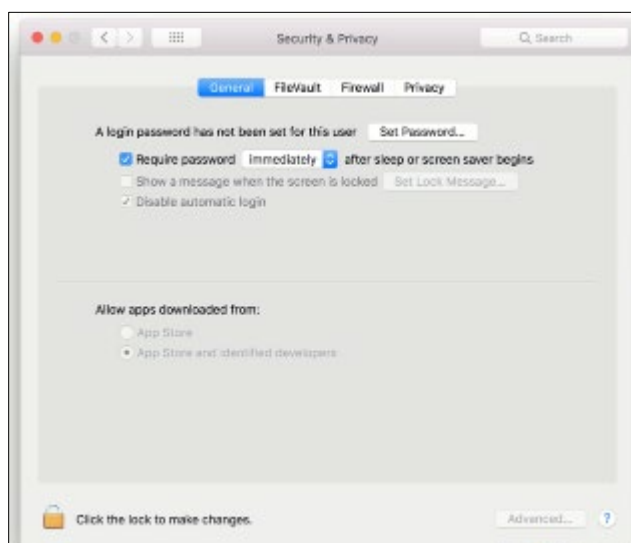 Security & Privacy
Search
General FileVault Firewall Privacy
A login password has not been set for this user Set Password...
Require password immediately after sleep or screen saver begins
Show a message when the screen is locked Set Lock Message...
Disable automatic login
Allow apps downloaded from:
App Store
App Store and identified developers
Click the lock to make changes.
Advanced... ?